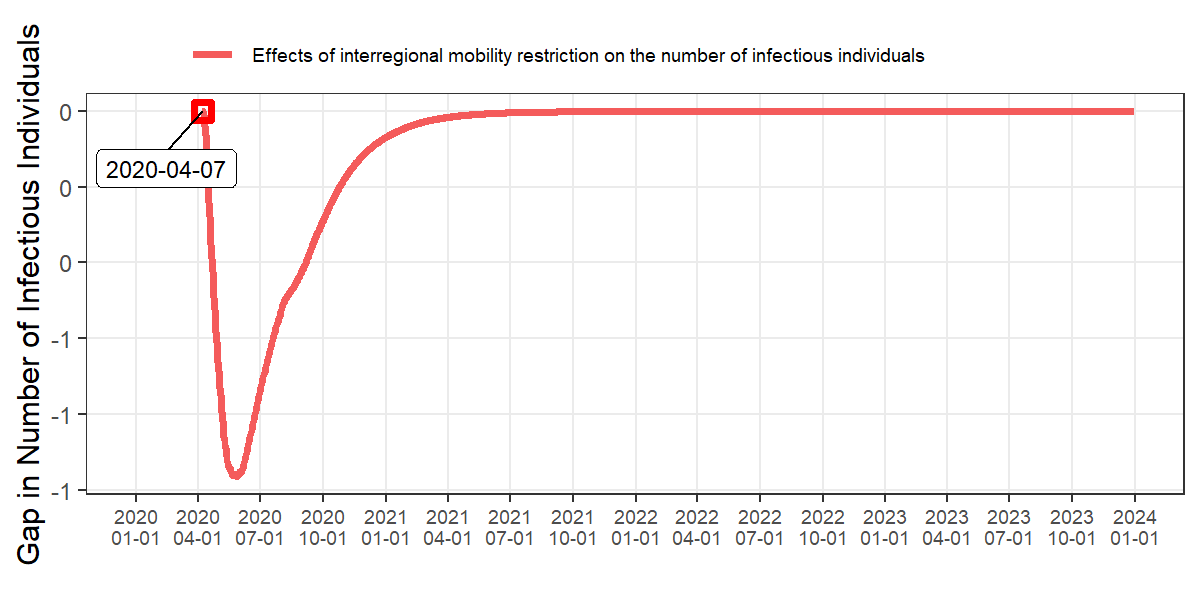 Effects of interregional mobility restriction on the number of infectious individuals
Gap in Number of Infectious Individuals
0
0
0
-1
-1
-1
2020-04-07
2020 2020 2020 2020 2021 2021 2021 2021 2022 2022 2022 2022 2023 2023 2023 2023 2024
01-01 04-01 07-01 10-01 01-01 04-01 07-01 10-01 01-01 04-01 07-01 10-01 01-01 04-01 07-01 10-01 01-01